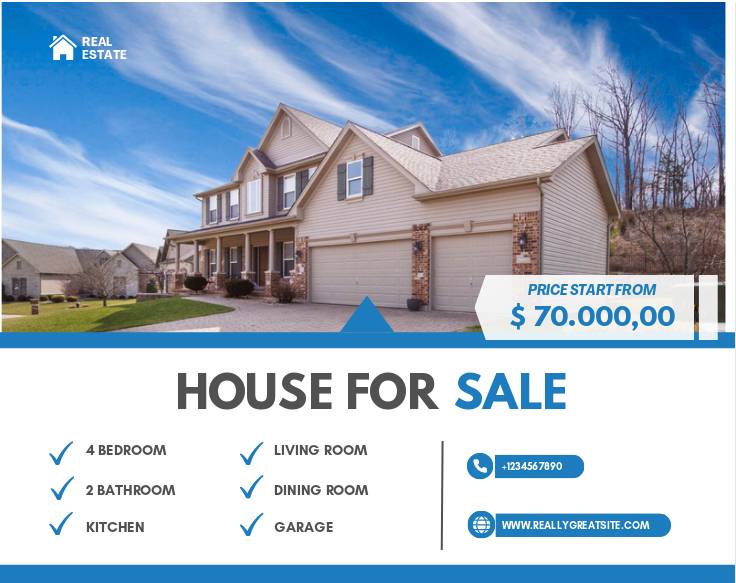 REAL
ESTATE
PRICE START FROM
$ 70.000,00
HOUSE FOR SALE
4 BEDROOM
2 BATHROOM
KITCHEN
LIVING ROOM
DINING ROOM
GARAGE
+1234567890
WWW.REALLYGREATSITE.COM